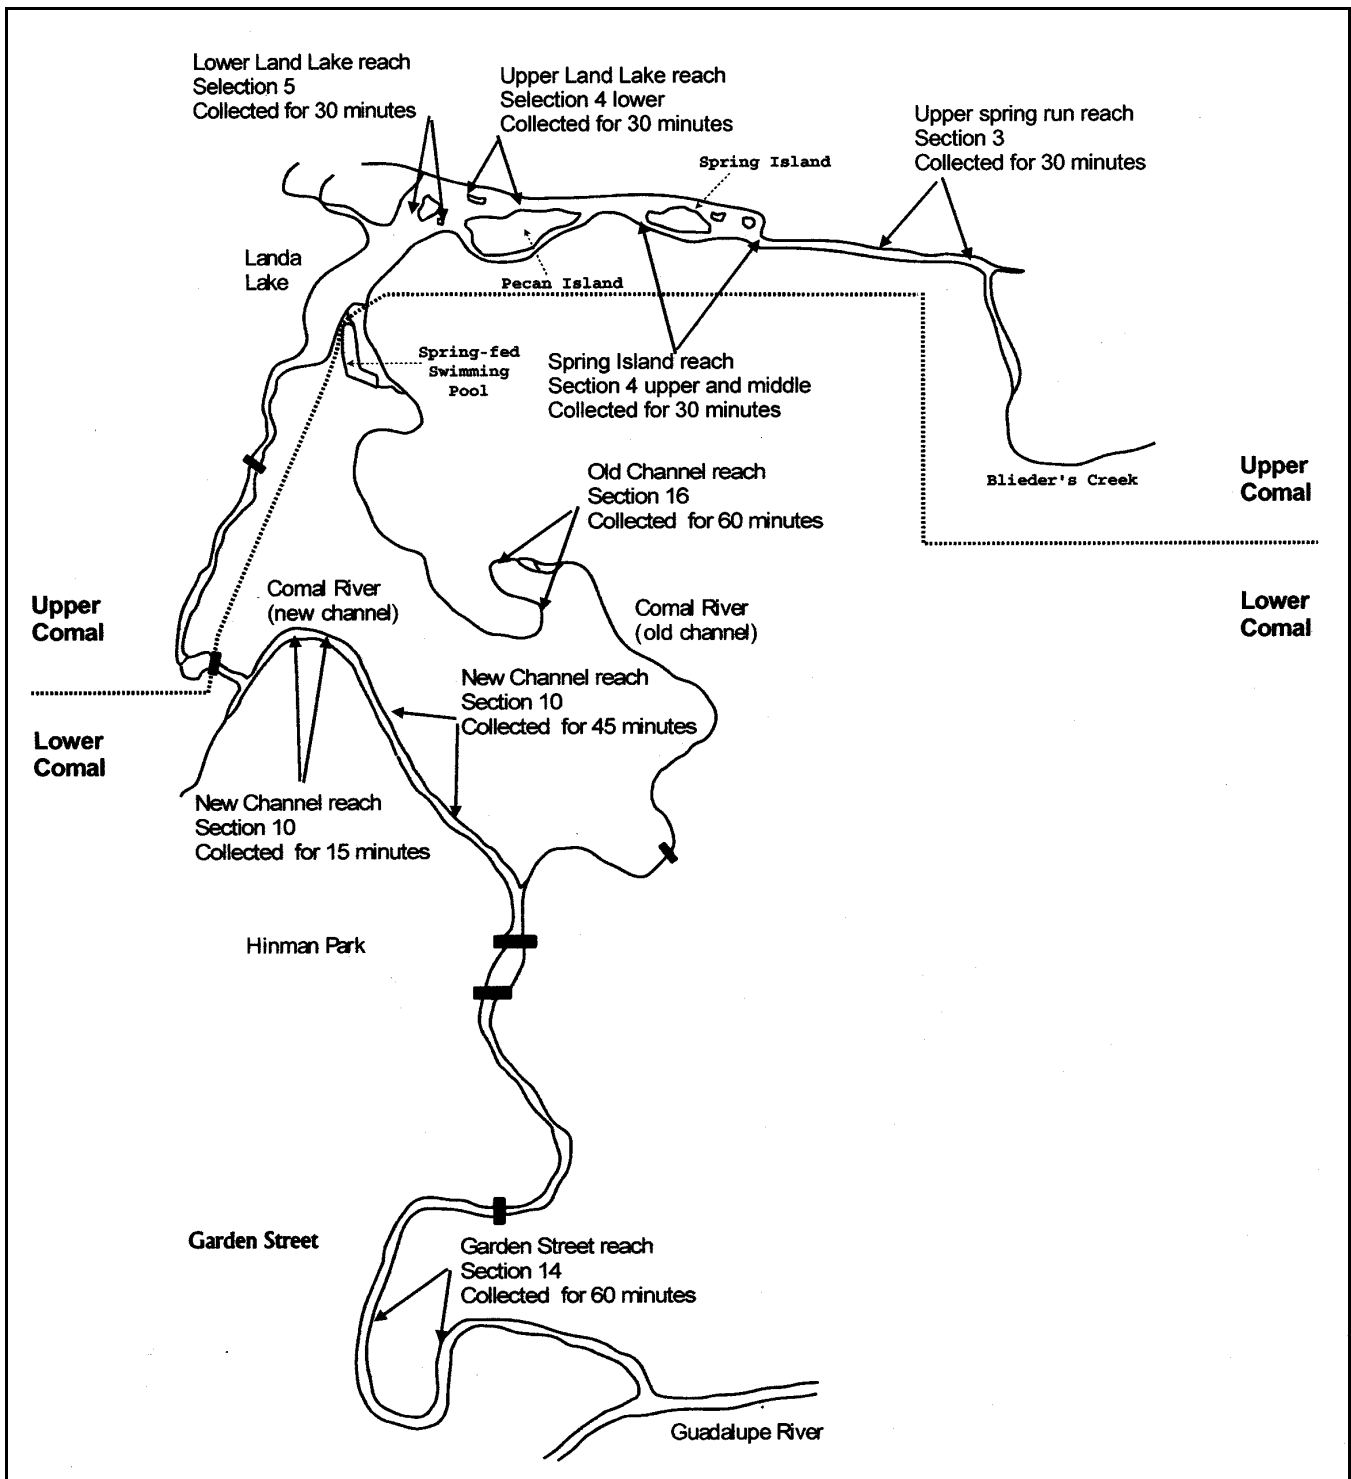 Lower Land Lake reach
Selection 5
Collected for 30 minutes
Upper Land Lake reach
Selection 4 lower
Collected for 30 minutes
Upper spring run reach
Section 3
Collected for 30 minutes
Spring Island
Landa
Lake
Pecan Island
Spring-fed
Swimming
Pool
Spring Island reach
Section 4 upper and middle
Collected for 30 minutes
Old Channel reach
Section 16
Collected for 60 minutes
Blieder's Creek
Upper
Comal
Lower
Comal
Upper
Comal
Comal River
(new channel)
Comal River
(old channel)
New Channel reach
Section 10
Collected for 45 minutes
Lower
Comal
New Channel reach
Section 10
Collected for 15 minutes
Hinman Park
Garden Street
Garden Street reach
Section 14
Collected for 60 minutes
Guadalupe River